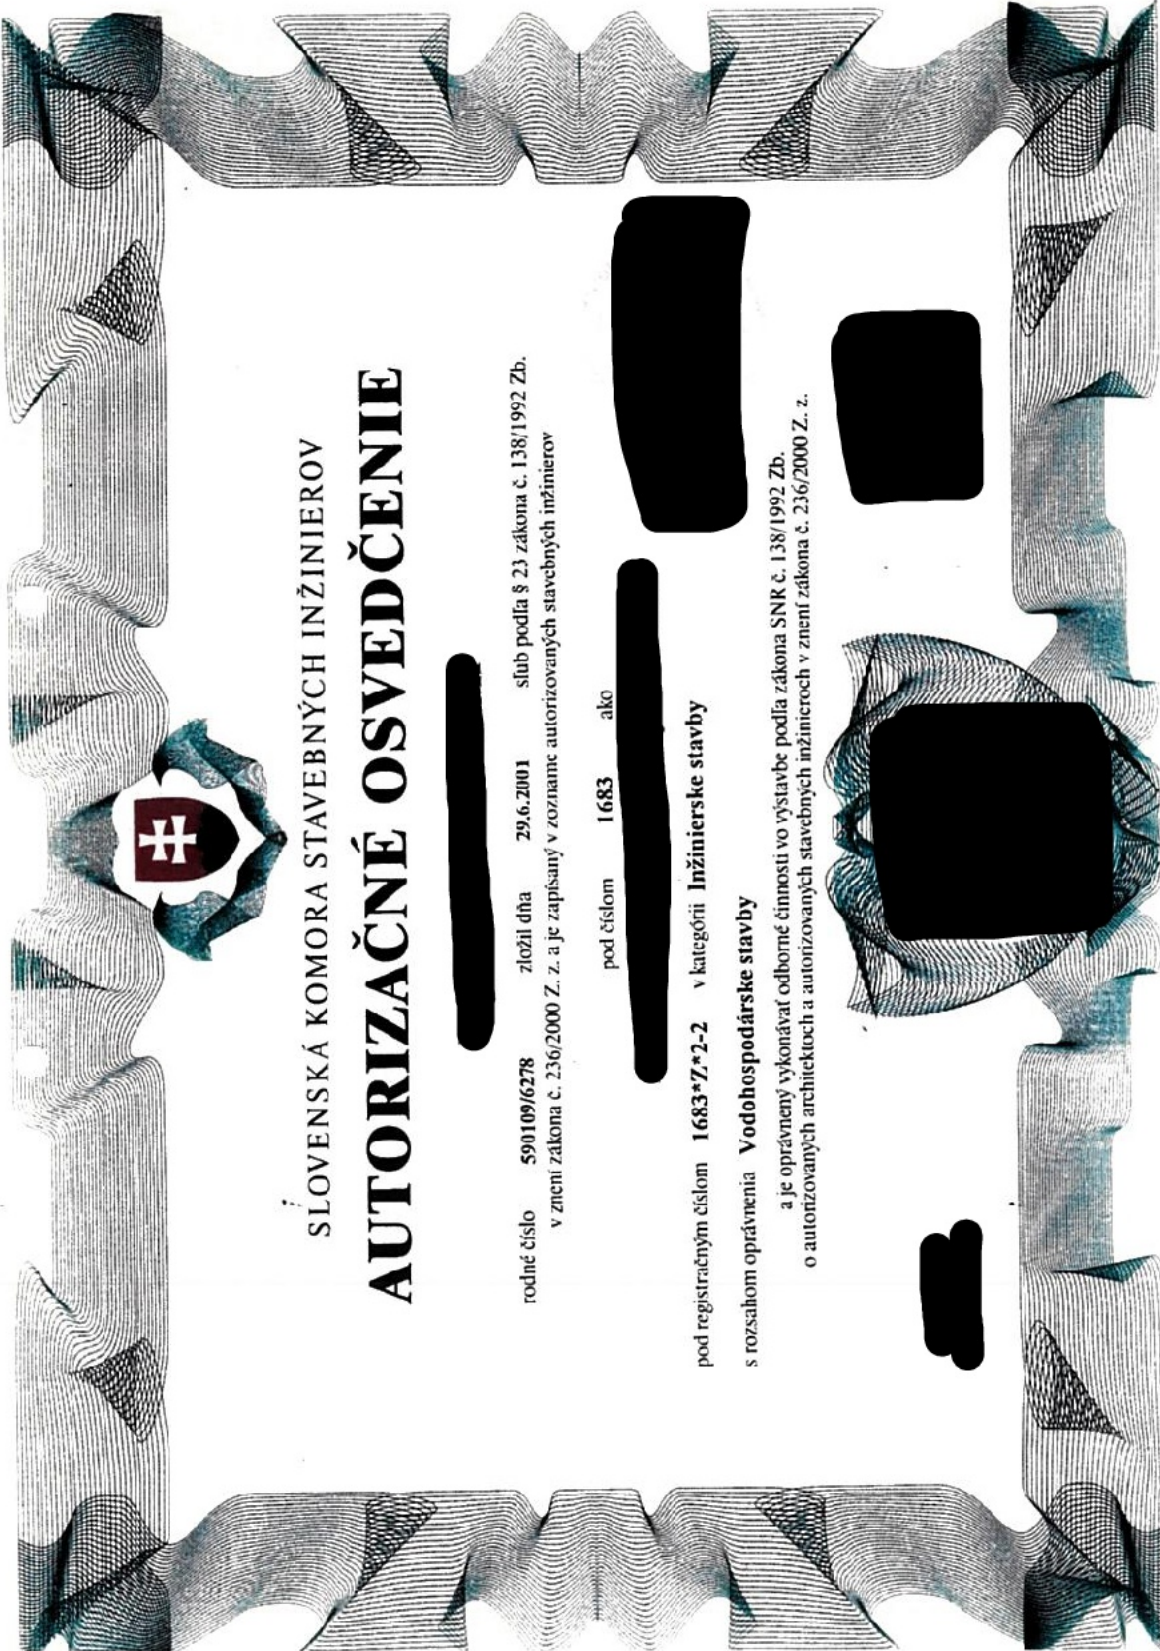 SLOVENSKÁ KOMORA STAVEBNÝCH INŽINIEROV
AUTORIZAČNÉ OSVEDČENIE
rodné číslo 590109/6278 zložil dňa 29.6.2001 sľub podľa § 23 zákona č. 138/1992 Zb.
v znení zákona č. 236/2000 Z. z. a je zapísaný v zozname autorizovaných stavebných inžinierov
pod číslom 1683 ako
pod registračným číslom 1683*Z*2-2 v kategórii Inžinierske stavby
s rozsahom oprávnenia Vodohospodárske stavby
a je oprávnený vykonávať odborné činnosti vo výstavbe podľa zákona SNR č. 138/1992 Zb.
o autorizovaných architektoch a autorizovaných stavebných inžinieroch v znení zákona č. 236/2000 Z. z.